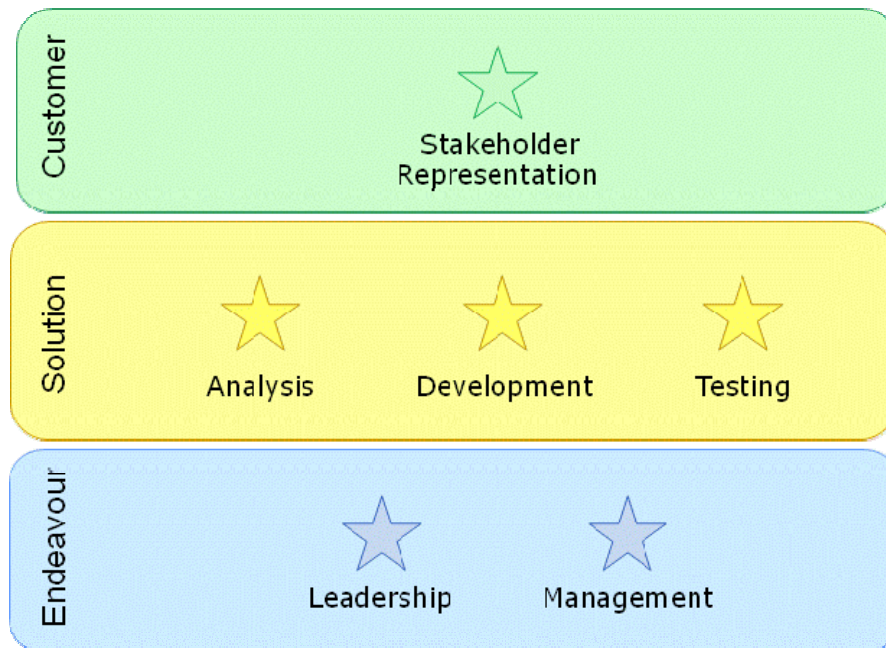 Customer
Stakeholder
Representation
Solution
Analysis
Development
Testing
Endeavour
Leadership
Management